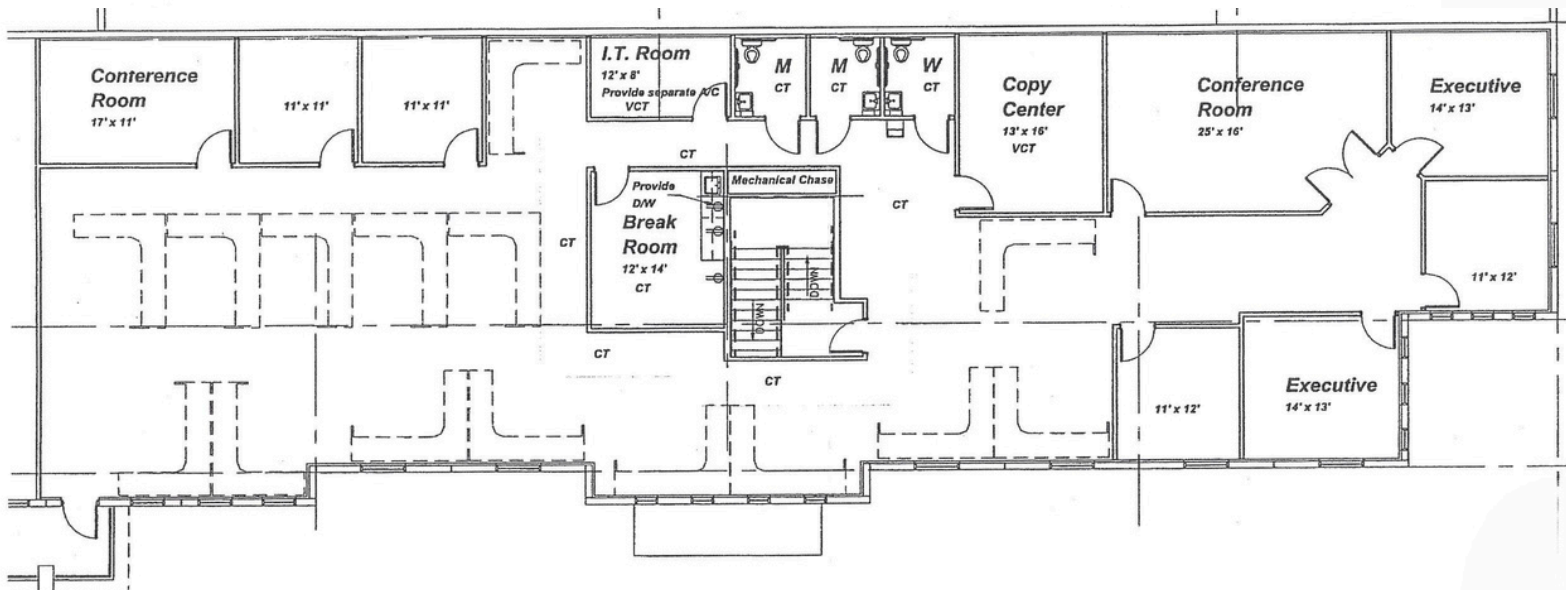 Conference
Room
17' x 11'
11' x 11'
11' x 11'
I.T. Room
12' x 8'
Provide separate A/C
VCT
M
CT
M
CT
W
CT
Copy
Center
13' x 16'
VCT
Conference
Room
25' x 16'
Executive
14' x 13'
CT
Mechanical Chase
Provide
D/W
Break
Room
12' x 14'
CT
CT
CT
DOWN
DOWN
11' x 12'
CT
CT
11' x 12'
Executive
14' x 13'